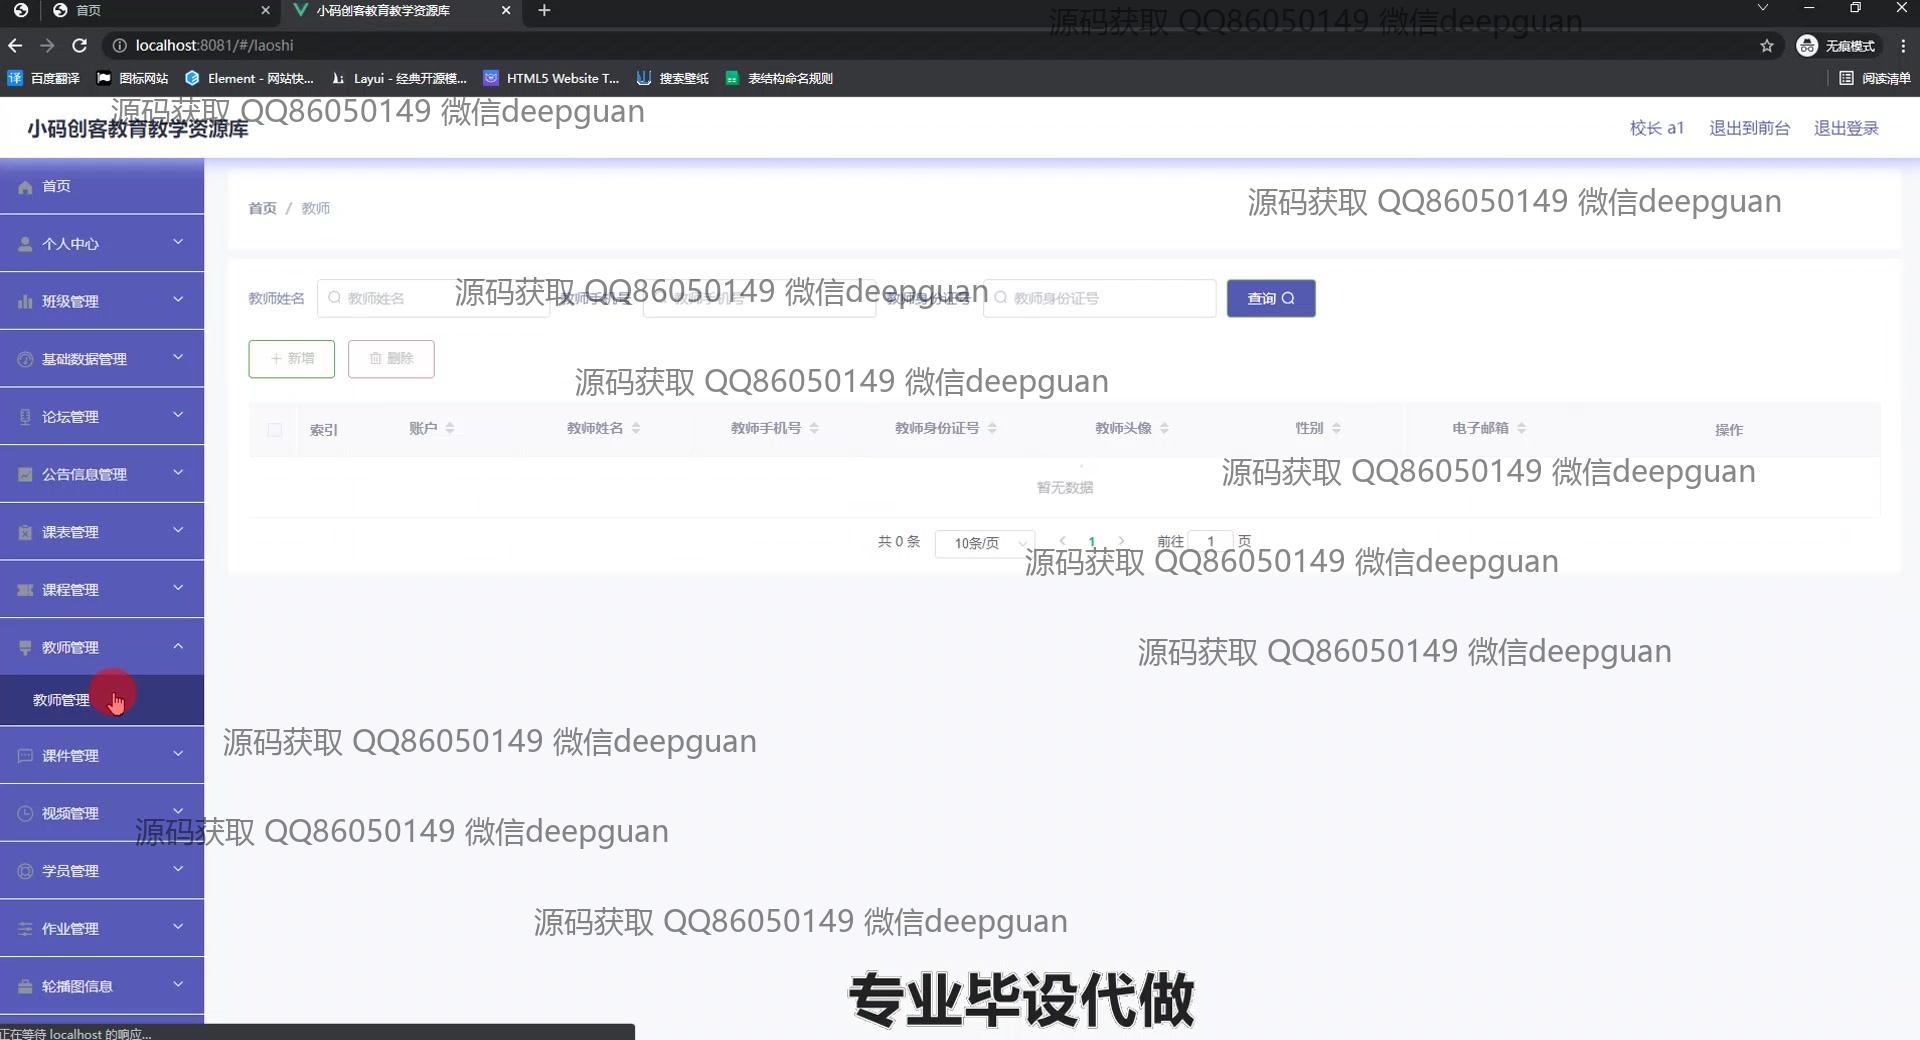 首页
小码创客教育教学资源库
源码获取 QQ86050149 微信deepguan
localhost:8081/#/laoshi
无痕模式
百度翻译
图标网站
Element - 网站快...
Layui - 经典开源模...
HTML5 Website T...
搜索壁纸
表结构命名规则
阅读清单
源码获取 QQ86050149 微信deepguan
小码创客教育教学资源库
校长 a1
退出到前台
退出登录
首页
个人中心
班级管理
基础数据管理
论坛管理
公告信息管理
课表管理
课程管理
教师管理
教师管理
课件管理
视频管理
学员管理
作业管理
轮播图信息
首页 / 教师
源码获取 QQ86050149 微信deepguan
教师姓名
教师姓名
源码获取 QQ86050149 微信deepguan
教师手机号
教师手机号
教师身份证号
教师身份证号
查询
新增
删除
源码获取 QQ86050149 微信deepguan
索引
账户
教师姓名
教师手机号
教师身份证号
教师头像
性别
电子邮箱
操作
源码获取 QQ86050149 微信deepguan
暂无数据
共 0 条
10条/页
1
前往
1
页
源码获取 QQ86050149 微信deepguan
源码获取 QQ86050149 微信deepguan
源码获取 QQ86050149 微信deepguan
源码获取 QQ86050149 微信deepguan
源码获取 QQ86050149 微信deepguan
专业毕设代做
正在等待 localhost 的响应...